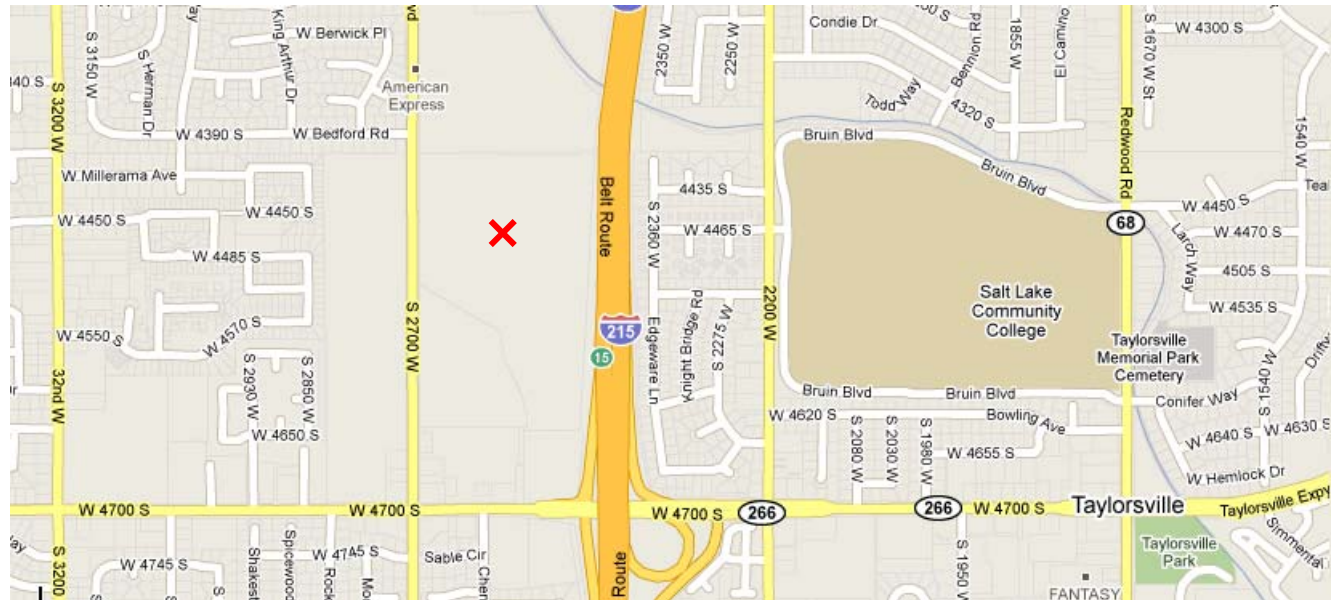 Condie Dr
W 4300 S
W Berwick Pl
King Arthur Dr
S 3150 W
S Herman Dr
American
Express
2350 W
2250 W
1855 W
El Camino
S 1670 W St
Bennion Rd
Todd Way
4320 S
S 3200 W
W 4390 S
W Bedford Rd
Bruin Blvd
Bruin Blvd
Redwood Rd
1540 W
W Millerama Ave
W 4450 S
W 4450 S
W 4485 S
Belt Route
S 2360 W
4435 S
W 4465 S
68
W 4450 S
W 4470 S
Larch Way
4505 S
W 4535 S
Salt Lake
Community
College
2200 W
S 2700 W
W 4550 S
W 4570 S
215
15
Edgeware Ln
Knights Bridge Rd
S 2275 W
Taylorsville
Memorial Park
Cemetery
32nd W
S 2930 W
S 2850 W
W 4650 S
Bruin Blvd
Bruin Blvd
Conifer Way
W 4620 S
Bowling Ave
S 2080 W
S 2030 W
S 1980 W
W 4655 S
S 1540 W
W 4640 S
W 4630 S
W Hemlock Dr
W 4700 S
W 4700 S
W 4700 S
266
266
W 4700 S
Taylorsville
Taylorsville Expy
S 3200
W 4745 S
W 4745 S
Sable Cir
Route
S 1950 W
Taylorsville
Park
FANTASY